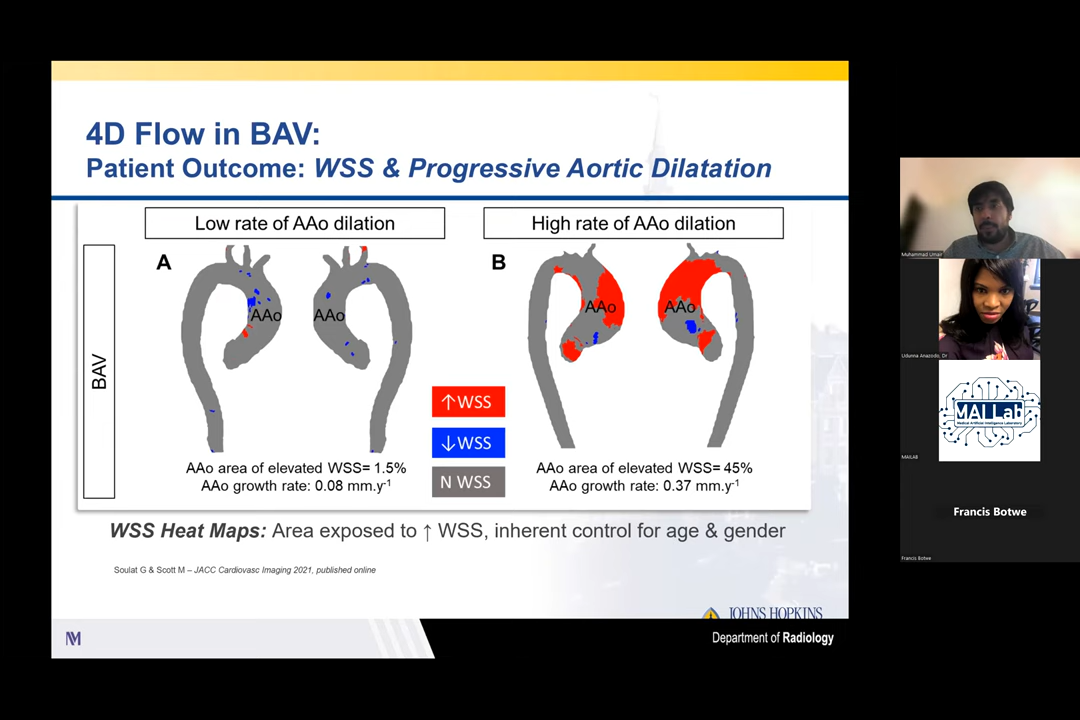 4D Flow in BAV:
Patient Outcome: WSS & Progressive Aortic Dilatation
Low rate of AAo dilation
High rate of AAo dilation
A
B
AAo
AAo
AAo
AAo
BAV
↑WSS
↓WSS
N WSS
AAo area of elevated WSS= 1.5%
AAo growth rate: 0.08 mm.y-1
AAo area of elevated WSS= 45%
AAo growth rate: 0.37 mm.y-1
WSS Heat Maps: Area exposed to ↑ WSS, inherent control for age & gender
Soulat G & Scott M – JACC Cardiovasc Imaging 2021, published online
JOHNS HOPKINS
Department of Radiology
Muhammad Umair
Udunna Anazodo, Dr
MAI Lab
Medical Artificial Intelligence Laboratory
MAILAB
Francis Botwe
Francis Botwe